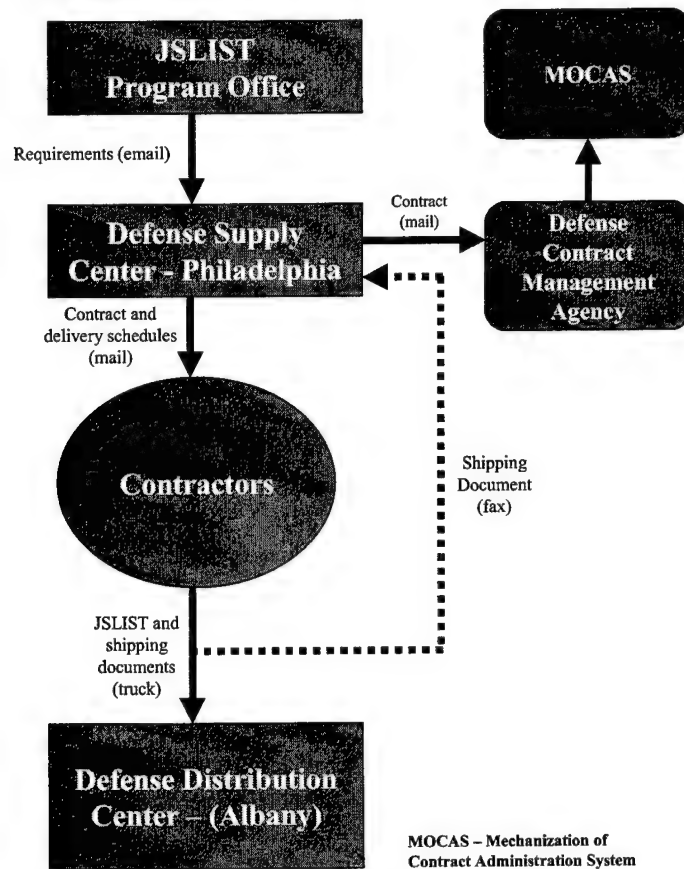 JSLIST
Program Office
MOCAS
Requirements (email)
Defense Supply
Center - Philadelphia
Contract
(mail)
Defense
Contract
Management
Agency
Contract and
delivery schedules
(mail)
Contractors
Shipping
Document
(fax)
JSLIST and
shipping
documents
(truck)
Defense Distribution
Center – (Albany)
MOCAS – Mechanization of
Contract Administration System